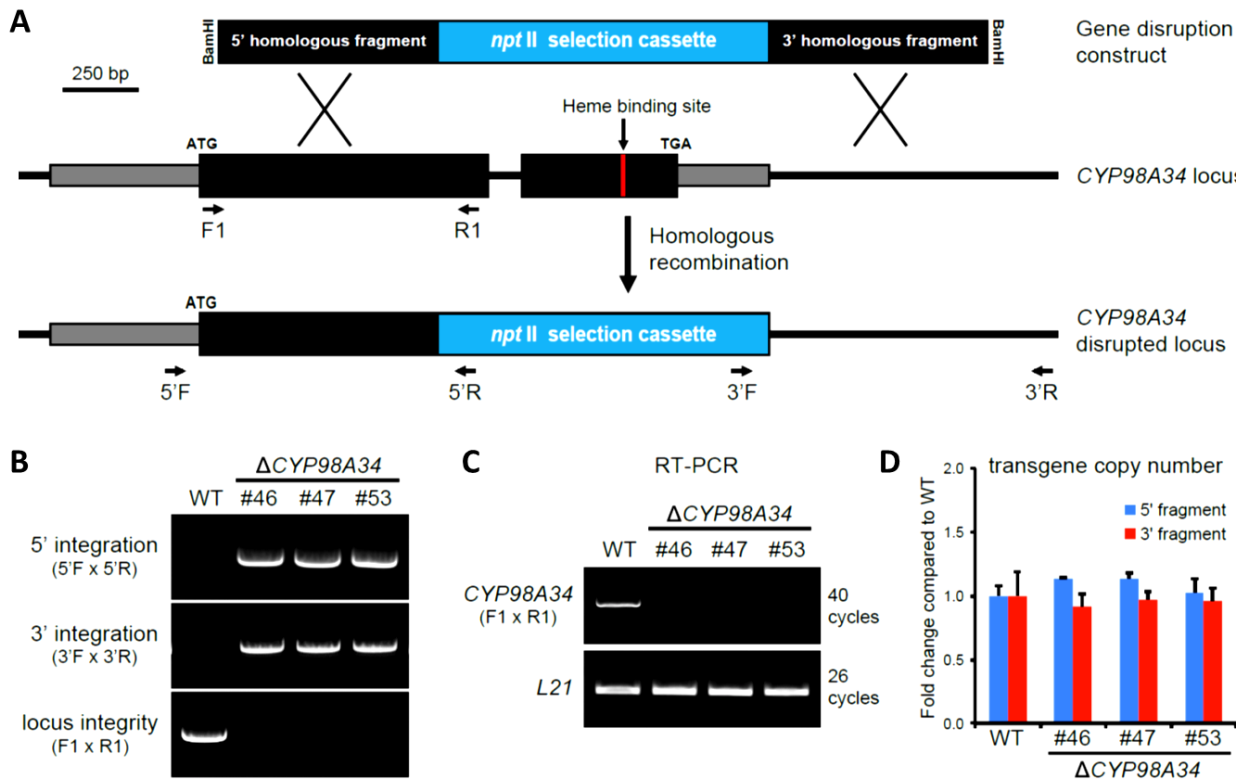 A
BamHI
5' homologous fragment
npt II selection cassette
3' homologous fragment
BamHI
Gene disruption
construct
250 bp
Heme binding site
ATG
TGA
CYP98A34 locus
F1
R1
Homologous
recombination
ATG
npt II selection cassette
CYP98A34
disrupted locus
5'F
5'R
3'F
3'R
B
ΔCYP98A34
WT
#46
#47
#53
5' integration
(5'F x 5'R)
3' integration
(3'F x 3'R)
locus integrity
(F1 x R1)
C
RT-PCR
ΔCYP98A34
WT
#46
#47
#53
CYP98A34
(F1 x R1)
40
cycles
L21
26
cycles
D
transgene copy number
Fold change compared to WT
2.0
1.5
1.0
0.5
0.0
5' fragment
3' fragment
WT
#46
#47
#53
ΔCYP98A34